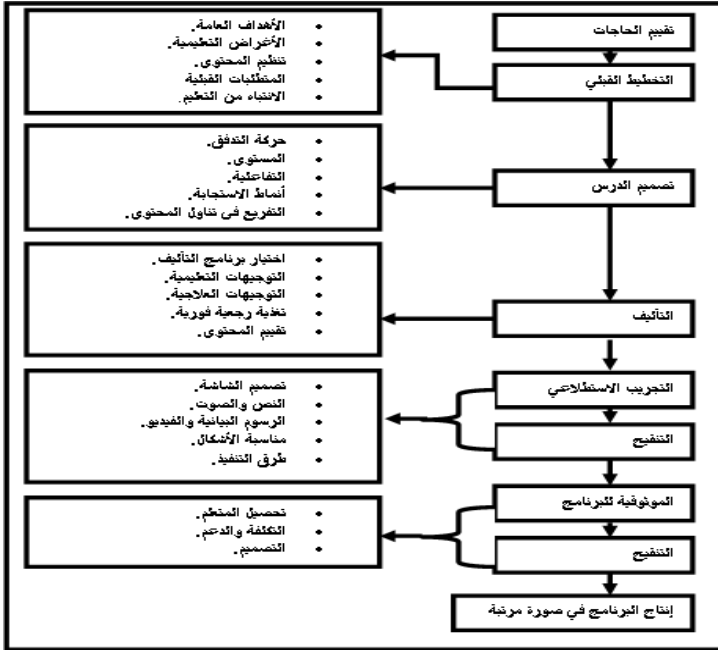 تقييم الحاجات
التخطيط القبلي
الأهداف العامة.
الأغراض التعليمية.
تنظيم المحتوى.
المتطلبات القبلية
الانتباه من التعليم.
تصميم الدرس
حركة التدفق.
المستوى.
التفاعلية.
أنماط الاستجابة.
التفريع في تناول المحتوى.
التأليف
اختيار برنامج التأليف.
التوجيهات التعليمية.
التوجيهات العلاجية.
تغذية رجعية فورية.
تقييم المحتوى.
التجريب الاستطلاعي
التنقيح
تصميم الشاشة.
النص والصوت.
الرسوم البيانية والفيديو.
مناسبة الأشكال.
طرق التنفيذ.
الموثوقية للبرنامج
التنقيح
تحصيل المتعلم.
التكلفة والدعم.
التصميم.
إنتاج البرنامج في صورة مرتبة